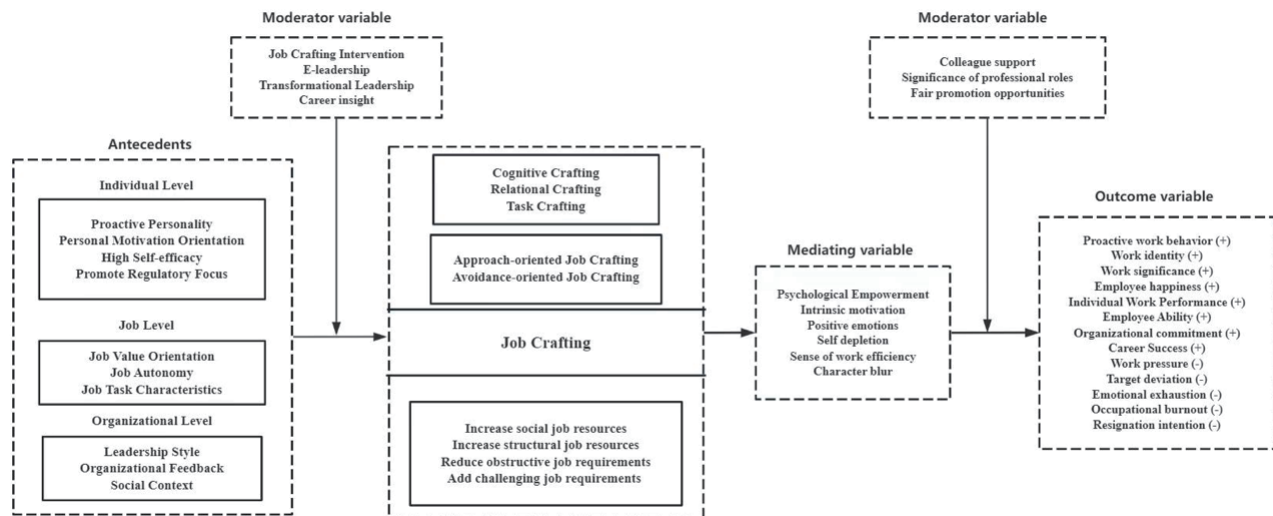 Moderator variable
Job Crafting Intervention
E-leadership
Transformational Leadership
Career insight
Moderator variable
Colleague support
Significance of professional roles
Fair promotion opportunities
Antecedents
Individual Level
Proactive Personality
Personal Motivation Orientation
High Self-efficacy
Promote Regulatory Focus
Job Level
Job Value Orientation
Job Autonomy
Job Task Characteristics
Organizational Level
Leadership Style
Organizational Feedback
Social Context
Cognitive Crafting
Relational Crafting
Task Crafting
Approach-oriented Job Crafting
Avoidance-oriented Job Crafting
Job Crafting
Increase social job resources
Increase structural job resources
Reduce obstructive job requirements
Add challenging job requirements
Mediating variable
Psychological Empowerment
Intrinsic motivation
Positive emotions
Self depletion
Sense of work efficiency
Character blur
Outcome variable
Proactive work behavior (+)
Work identity (+)
Work significance (+)
Employee happiness (+)
Individual Work Performance (+)
Employee Ability (+)
Organizational commitment (+)
Career Success (+)
Work pressure (-)
Target deviation (-)
Emotional exhaustion (-)
Occupational burnout (-)
Resignation intention (-)